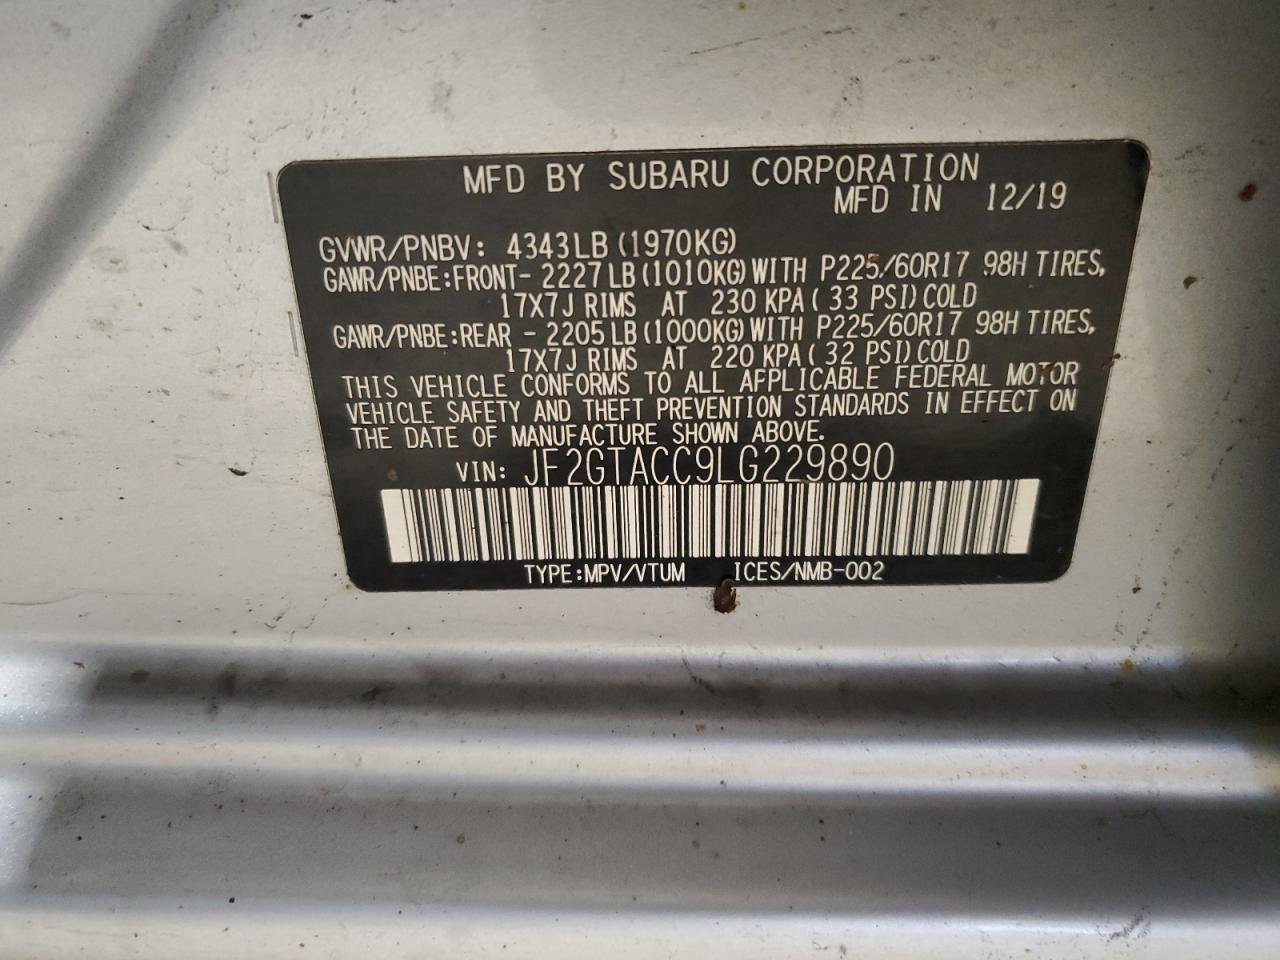 MFD BY SUBARU CORPORATION
MFD IN 12/19
GVWR/PNBV: 4343LB (1970KG)
GAWR/PNBE:FRONT- 2227LB(1010KG)WITH P225/60R17 98H TIRES,
17X7J RIMS AT 230 KPA( 33 PSI)COLD
GAWR/PNBE:REAR - 2205LB(1000KG)WITH P225/60R17 98H TIRES,
17X7J RIMS AT 220 KPA( 32 PSI)COLD
THIS VEHICLE CONFORMS TO ALL APPLICABLE FEDERAL MOTOR
VEHICLE SAFETY AND THEFT PREVENTION STANDARDS IN EFFECT ON
THE DATE OF MANUFACTURE SHOWN ABOVE.
VIN: JF2GTACC9LG229890
TYPE:MPV/VTUM ICES/NMB-002